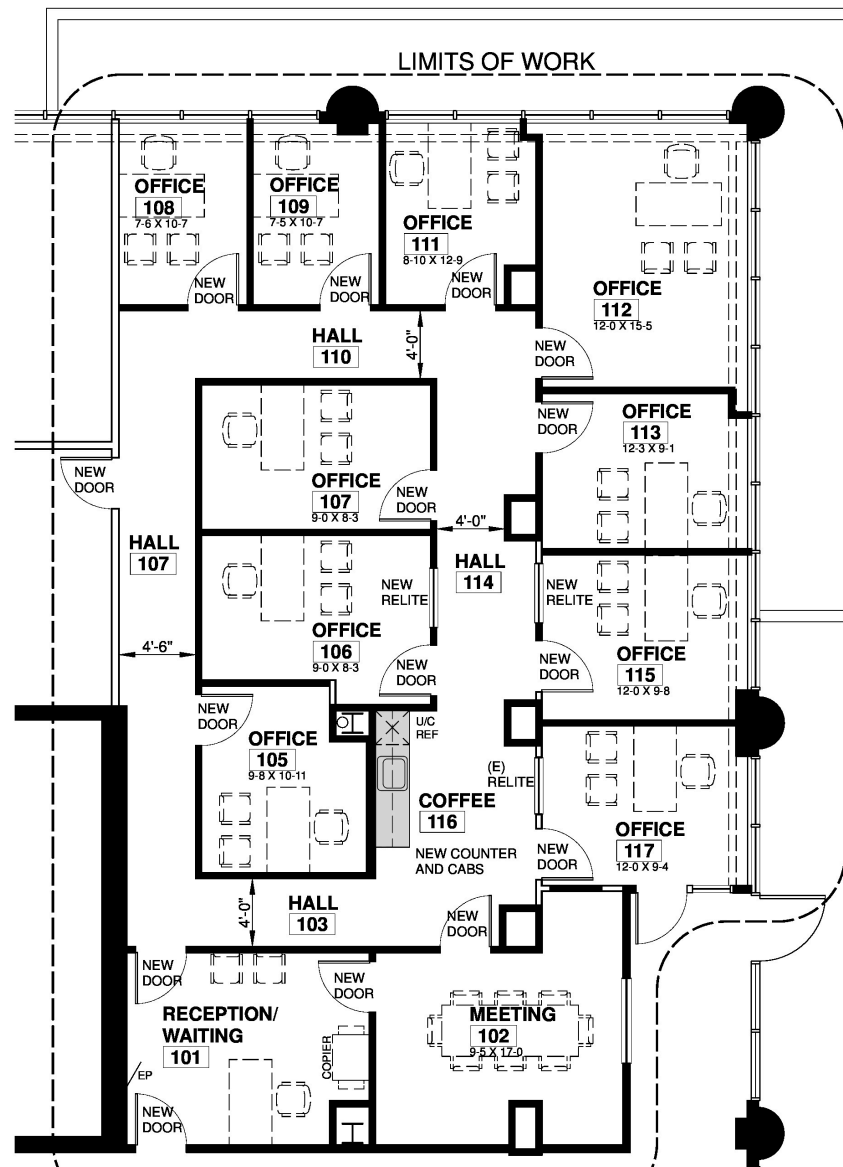 LIMITS OF WORK
OFFICE
108
7-6 X 10-7
OFFICE
109
7-5 X 10-7
OFFICE
111
8-10 X 12-9
OFFICE
112
12-0 X 15-5
NEW
DOOR
NEW
DOOR
NEW
DOOR
HALL
110
4'-0"
NEW
DOOR
NEW
DOOR
OFFICE
113
12-3 X 9-1
NEW
DOOR
OFFICE
107
9-0 X 8-3
NEW
DOOR
HALL
107
4'-0"
HALL
114
NEW
RELITE
NEW
RELITE
OFFICE
106
9-0 X 8-3
4'-6"
NEW
DOOR
NEW
DOOR
OFFICE
115
12-0 X 9-8
NEW
DOOR
OFFICE
105
9-8 X 10-11
U/C
REF
(E)
RELITE
COFFEE
116
NEW COUNTER
AND CABS
NEW
DOOR
OFFICE
117
12-0 X 9-4
4'-0"
HALL
103
NEW
DOOR
NEW
DOOR
NEW
DOOR
RECEPTION/
WAITING
101
COPIER
MEETING
102
9-5 X 17-0
EP
NEW
DOOR